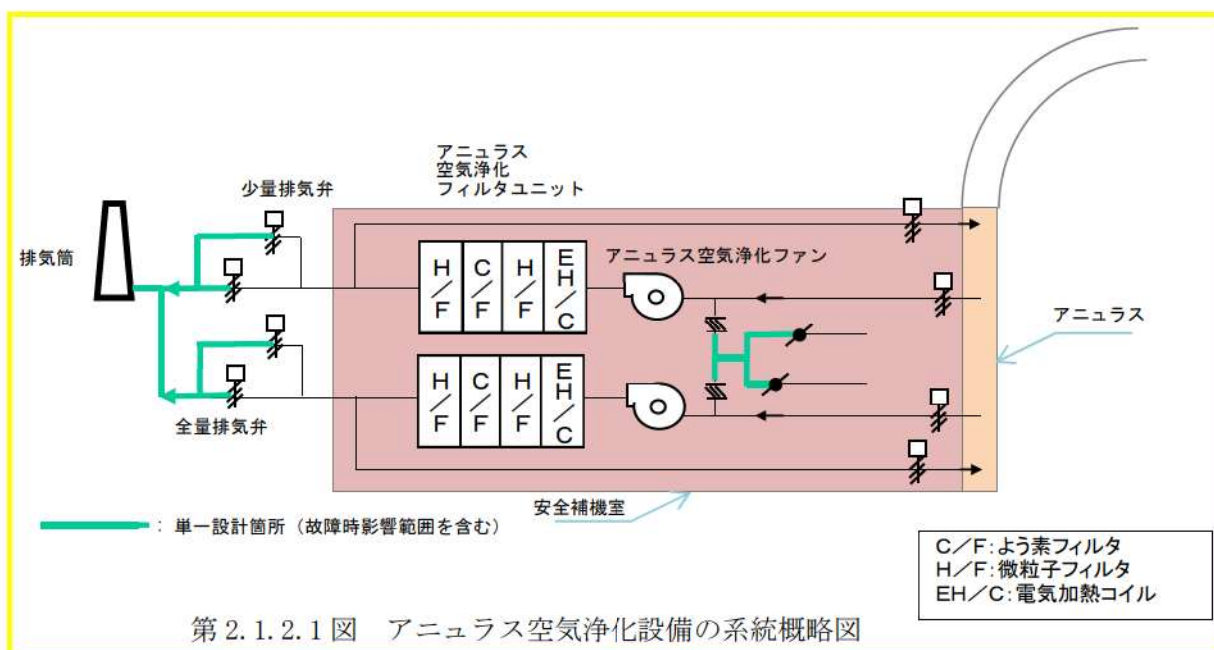 アニュラス
空気浄化
フィルタユニット
少量排気弁
排気筒
アニュラス空気浄化ファン
H/F
C/F
H/F
EH/C
アニュラス
H/F
C/F
H/F
EH/C
全量排気弁
安全補機室
: 単一設計箇所（故障時影響範囲を含む）
C/F:よう素フィルタ
H/F:微粒子フィルタ
EH/C:電気加熱コイル
第2.1.2.1図 アニュラス空気浄化設備の系統概略図